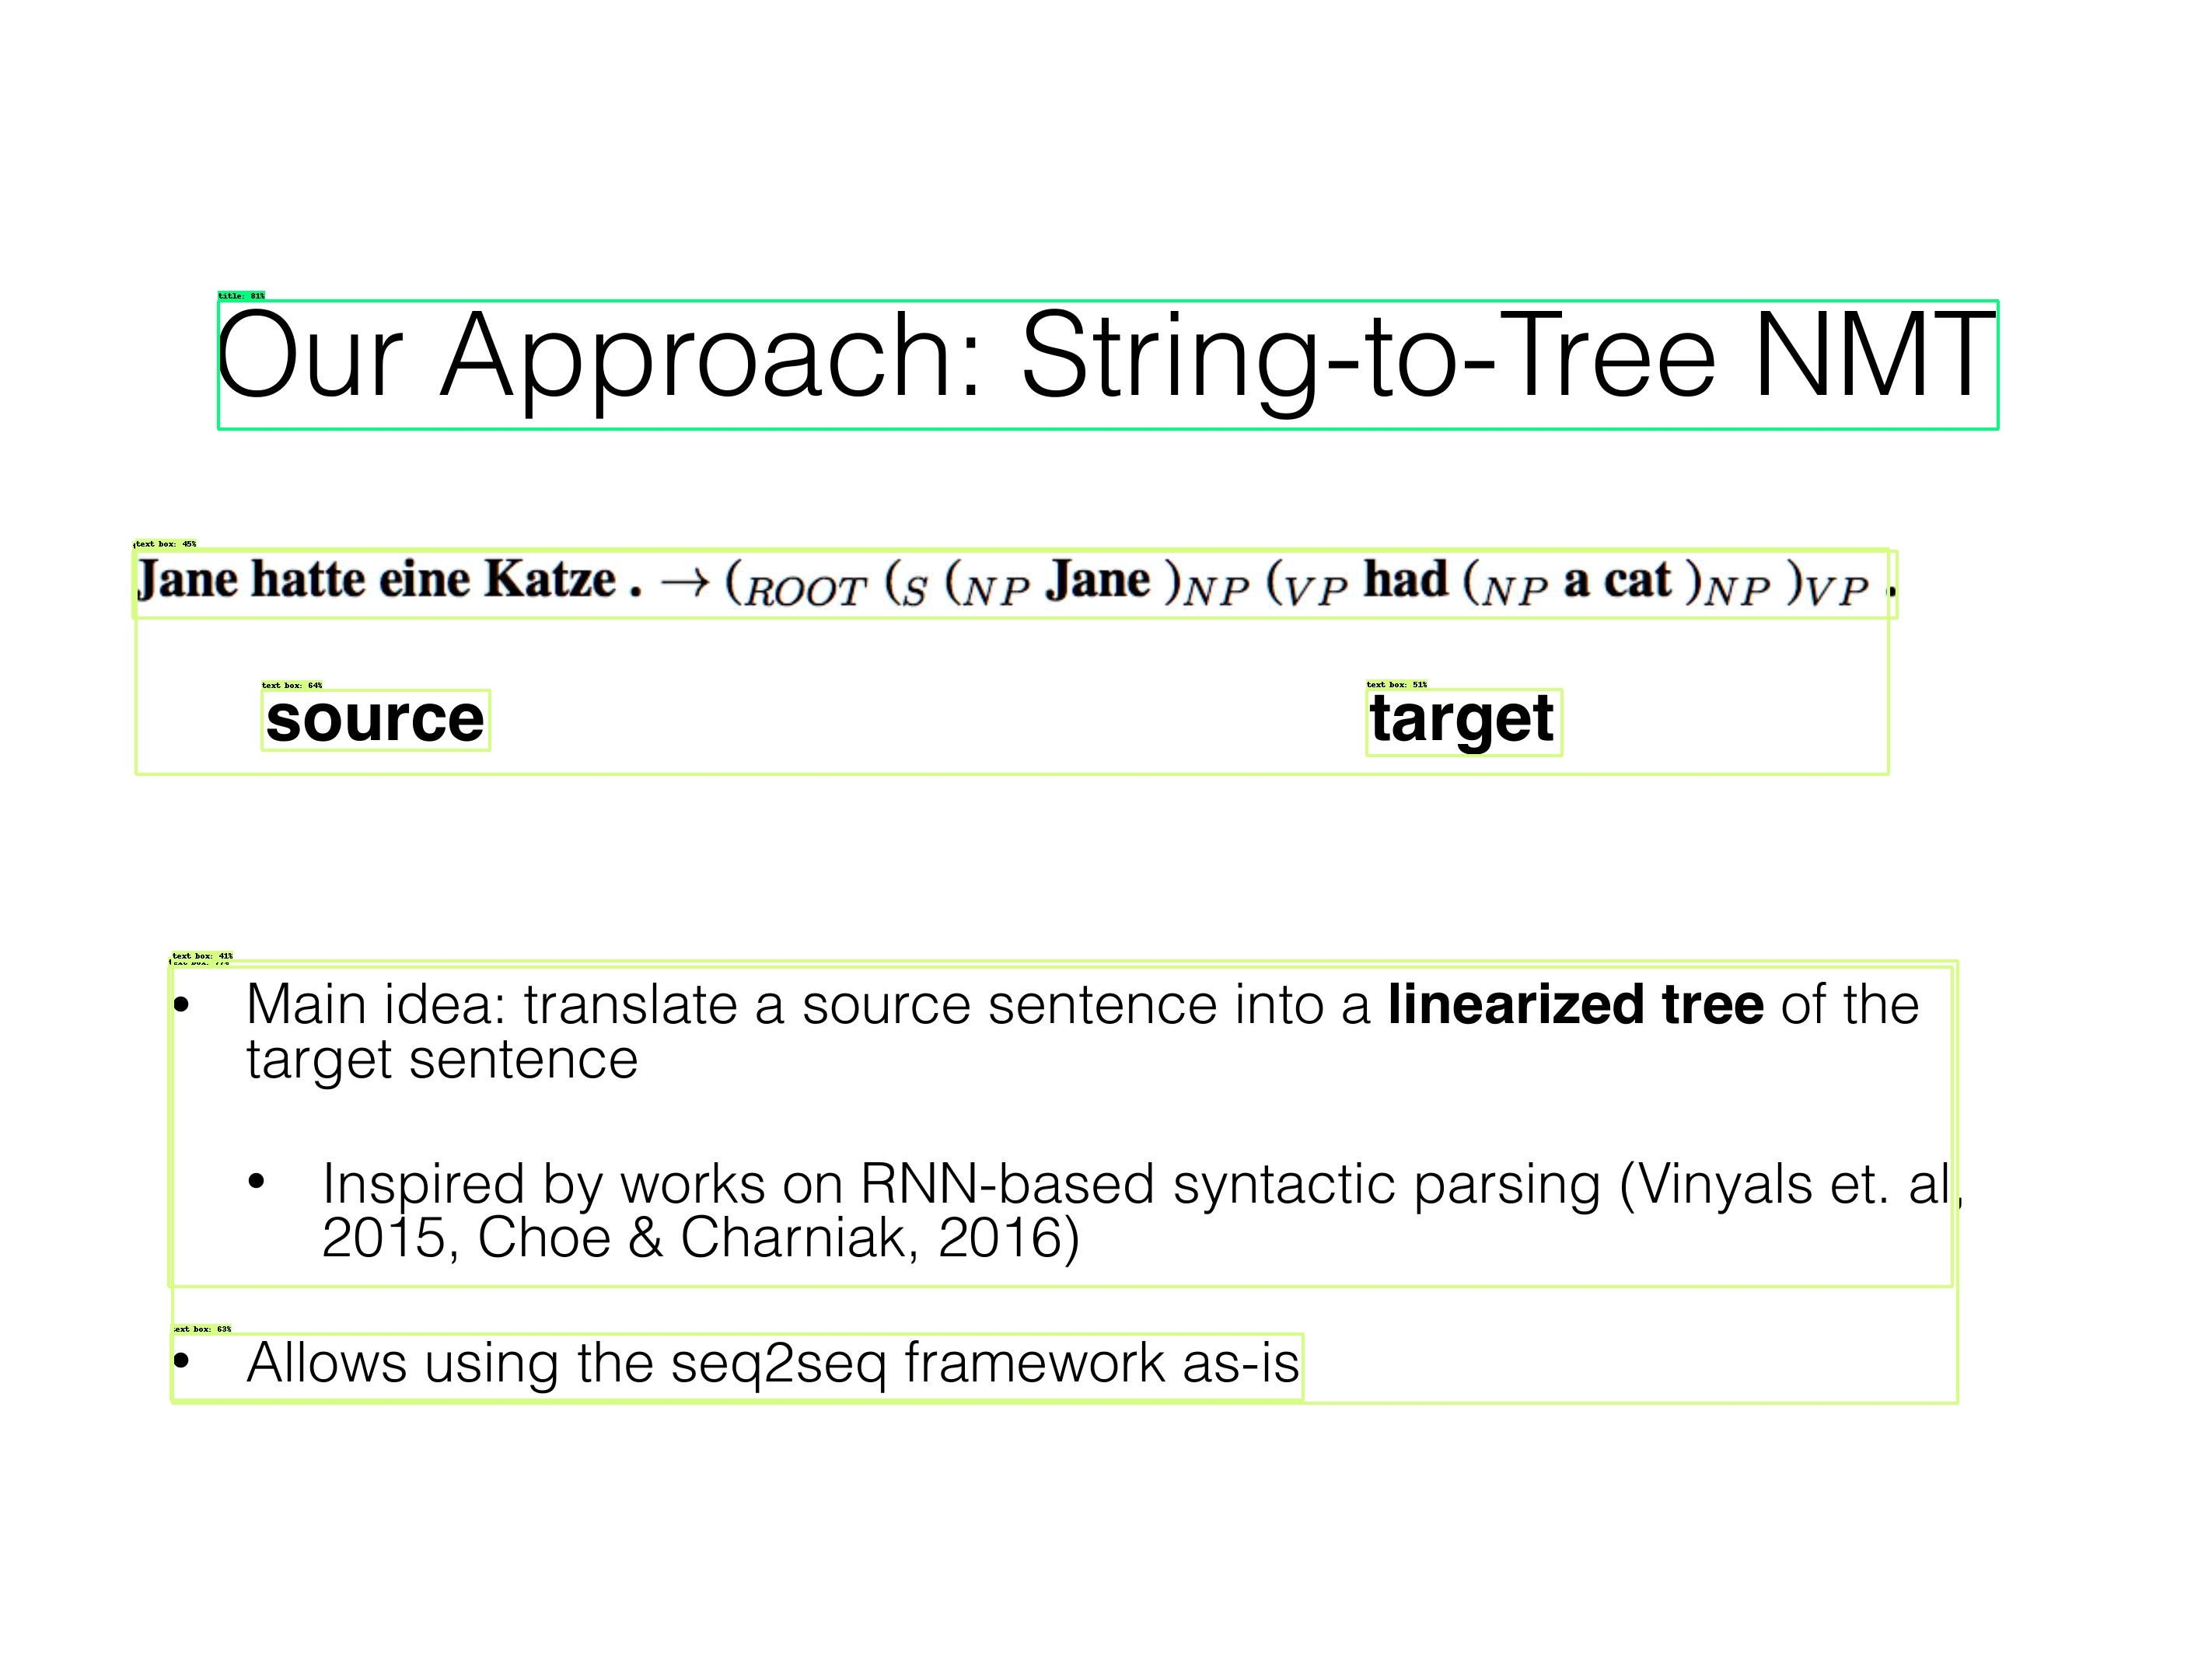 title: 81%
Our Approach: String-to-Tree NMT
text box: 45%
Jane hatte eine Katze . → (ROOT (S (NP Jane )NP (VP had (NP a cat )NP )VP .
text box: 64%
text box: 51%
source target
text box: 41%
• Main idea: translate a source sentence into a linearized tree of the
target sentence
• Inspired by works on RNN-based syntactic parsing (Vinyals et. al,
2015, Choe & Charniak, 2016)
text box: 63%
• Allows using the seq2seq framework as-is